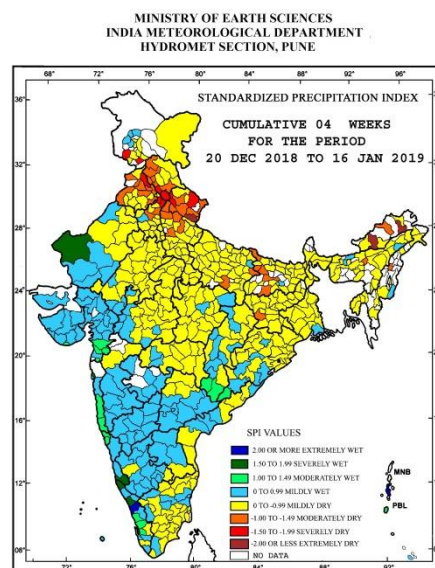 MINISTRY OF EARTH SCIENCES
INDIA METEOROLOGICAL DEPARTMENT
HYDROMET SECTION, PUNE
72° 76° 80° 84° 88° 92° 96°
36°
STANDARDIZED PRECIPITATION INDEX
CUMULATIVE 04 WEEKS
FOR THE PERIOD
20 DEC 2018 TO 16 JAN 2019
32°
28°
24°
20°
16°
12°
08°
SPI VALUES
2.00 OR MORE EXTREMELY WET
1.50 TO 1.99 SEVERELY WET
1.00 TO 1.49 MODERATELY WET
0 TO 0.99 MILDLY WET
0 TO -0.99 MILDLY DRY
-1.00 TO -1.49 MODERATELY DRY
-1.50 TO -1.99 SEVERELY DRY
-2.00 OR LESS EXTREMELY DRY
NO DATA
MNB
PBL
72° 76° 80° 84° 88° 92°